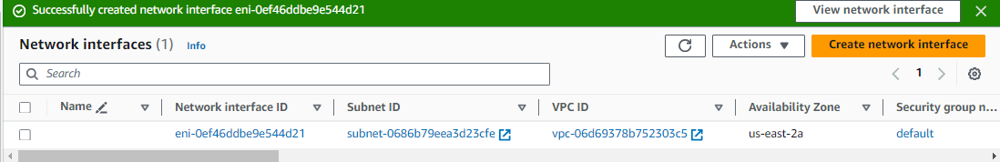 Successfully created network interface eni-0ef46ddbe9e544d21 View network interface
Network interfaces (1) Info Actions Create network interface
Search 1
Name Network interface ID Subnet ID VPC ID Availability Zone Security group n...
eni-0ef46ddbe9e544d21 subnet-0686b79eea3d23cfe vpc-06d69378b752303c5 us-east-2a default